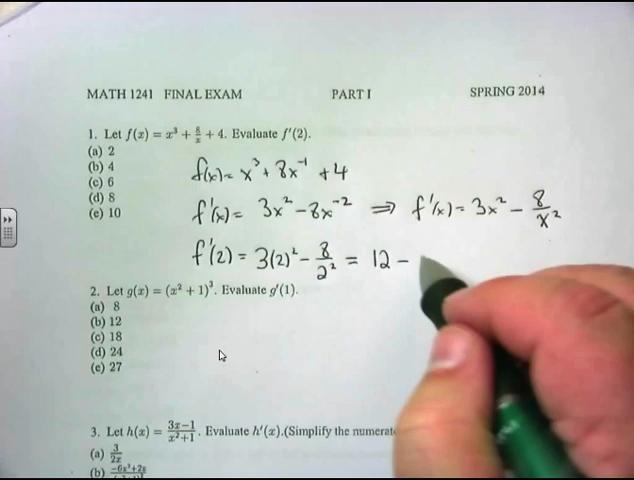 MATH 1241 FINAL EXAM PART I SPRING 2014
1. Let f(x) = x³ + 8/x + 4. Evaluate f′(2).
(a) 2
(b) 4
(c) 6
(d) 8
(e) 10
f(x) = x³ + 8x⁻¹ + 4
f′(x) = 3x² − 8x⁻² ⇒ f′(x) = 3x² − 8/x²
f′(2) = 3(2)² − 8/2² = 12 −
2. Let g(x) = (x² + 1)³. Evaluate g′(1).
(a) 8
(b) 12
(c) 18
(d) 24
(e) 27
3. Let h(x) = (3x−1)/(x²+1). Evaluate h′(x).(Simplify the numerat
(a) 3/2x
(b)